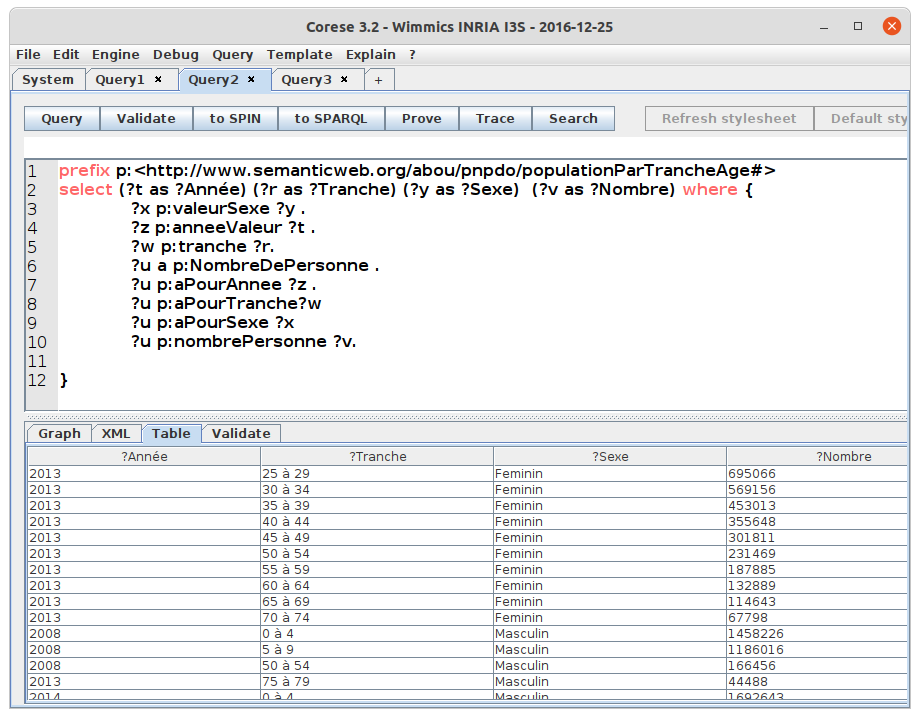 Corese 3.2 - Wimmics INRIA I3S - 2016-12-25
File Edit Engine Debug Query Template Explain ?
System Query1 × Query2 × Query3 × +
Query Validate to SPIN to SPARQL Prove Trace Search Refresh stylesheet Default sty
1 prefix p:<http://www.semanticweb.org/abou/pnpdo/populationParTrancheAge#>
2 select (?t as ?Année) (?r as ?Tranche) (?y as ?Sexe) (?v as ?Nombre) where {
3 ?x p:valeurSexe ?y .
4 ?z p:anneeValeur ?t .
5 ?w p:tranche ?r.
6 ?u a p:NombreDePersonne .
7 ?u p:aPourAnnee ?z .
8 ?u p:aPourTranche?w
9 ?u p:aPourSexe ?x
10 ?u p:nombrePersonne ?v.
11
12 }
Graph XML Table Validate
?Année ?Tranche ?Sexe ?Nombre
2013 25 à 29 Feminin 695066
2013 30 à 34 Feminin 569156
2013 35 à 39 Feminin 453013
2013 40 à 44 Feminin 355648
2013 45 à 49 Feminin 301811
2013 50 à 54 Feminin 231469
2013 55 à 59 Feminin 187885
2013 60 à 64 Feminin 132889
2013 65 à 69 Feminin 114643
2013 70 à 74 Feminin 67798
2008 0 à 4 Masculin 1458226
2008 5 à 9 Masculin 1186016
2008 50 à 54 Masculin 166456
2013 75 à 79 Masculin 44488
2014 0 à 4 Masculin 1692643